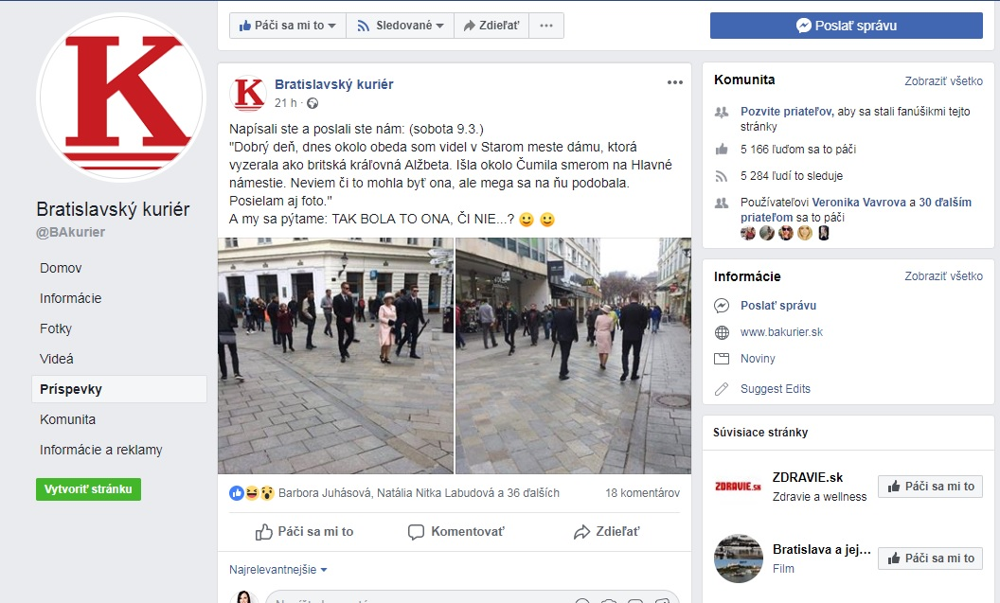 K
Bratislavský kuriér
@BAkurier
Domov
Informácie
Fotky
Videá
Príspevky
Komunita
Informácie a reklamy
Vytvoriť stránku
Páči sa mi to
Sledované
Zdieľať
Poslať správu
K
Bratislavský kuriér
21 h ·
Napísali ste a poslali ste nám: (sobota 9.3.)
"Dobrý deň, dnes okolo obeda som videl v Starom meste dámu, ktorá
vyzerala ako britská kráľovná Alžbeta. Išla okolo Čumila smerom na Hlavné
námestie. Neviem či to mohla byť ona, ale mega sa na ňu podobala.
Posielam aj foto."
A my sa pýtame: TAK BOLA TO ONA, ČI NIE...? 🙂 🙂
Barbora Juhásová, Natália Nitka Labudová a 36 ďalších
18 komentárov
Páči sa mi to
Komentovať
Zdieľať
Najrelevantnejšie
Komunita
Zobraziť všetko
Pozvite priateľov, aby sa stali fanúšikmi tejto
stránky
5 166 ľuďom sa to páči
5 284 ľudí to sleduje
Používateľovi Veronika Vavrova a 30 ďalším
priateľom sa to páči
Informácie
Zobraziť všetko
Poslať správu
www.bakurier.sk
Noviny
Suggest Edits
Súvisiace stránky
ZDRAVIE.SK
ZDRAVIE.sk
Zdravie a wellness
Páči sa mi to
Bratislava a jej...
Film
Páči sa mi to